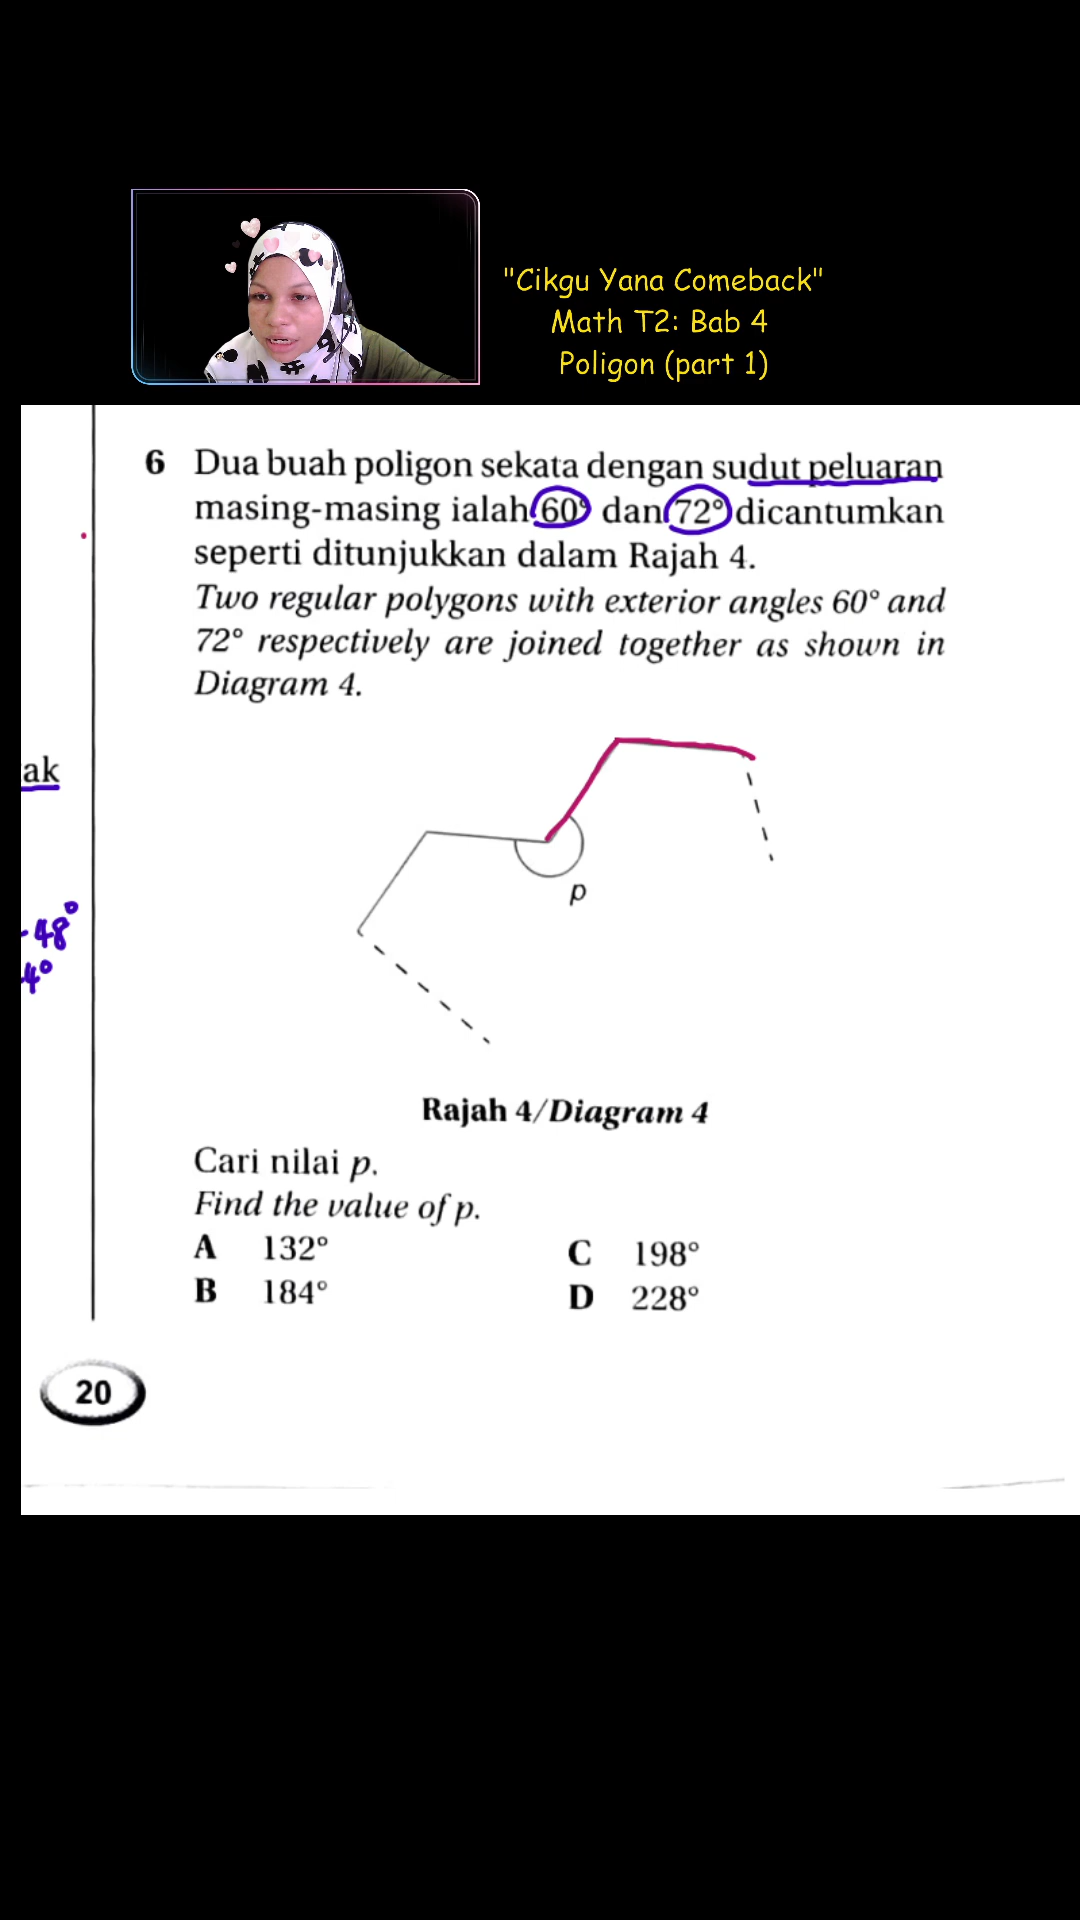 "Cikgu Yana Comeback"
Math T2: Bab 4
Poligon (part 1)
6 Dua buah poligon sekata dengan sudut peluaran
masing-masing ialah 60° dan 72° dicantumkan
seperti ditunjukkan dalam Rajah 4.
Two regular polygons with exterior angles 60° and
72° respectively are joined together as shown in
Diagram 4.
ak
48°
4°
p
Rajah 4/Diagram 4
Cari nilai p.
Find the value of p.
A 132°
C 198°
B 184°
D 228°
20